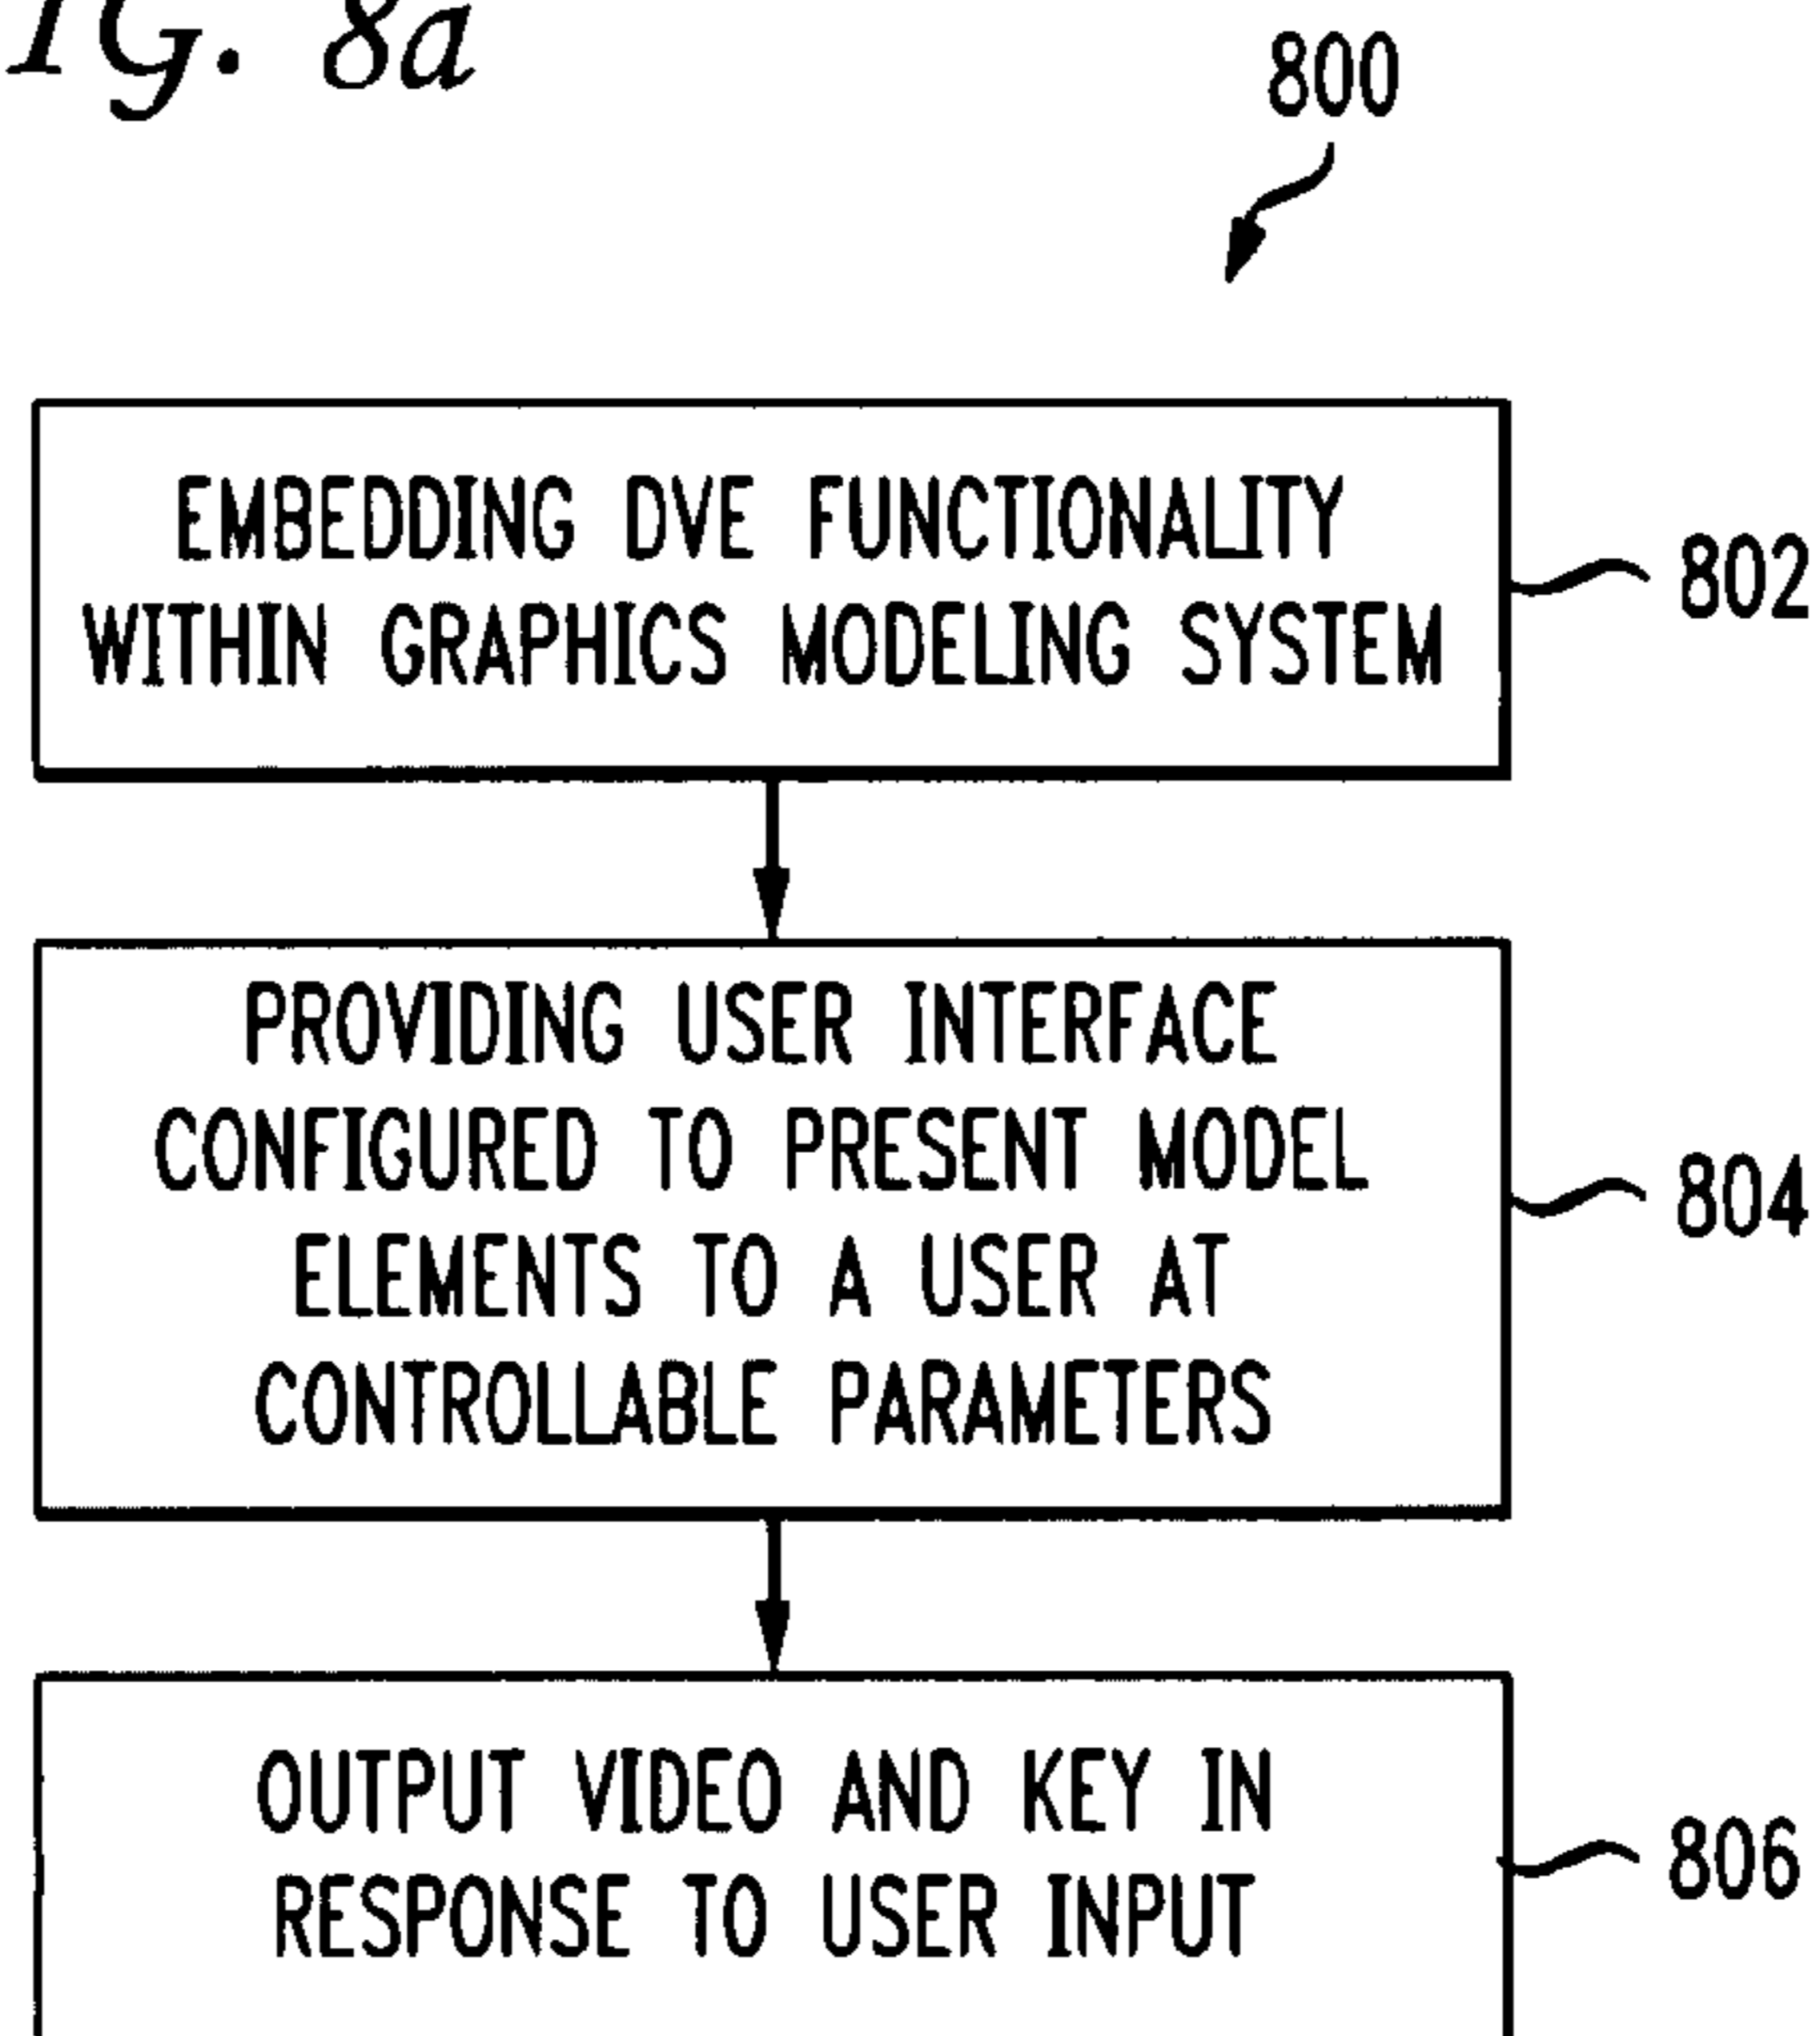 IG. 8a
800
EMBEDDING DVE FUNCTIONALITY
WITHIN GRAPHICS MODELING SYSTEM
802
PROVIDING USER INTERFACE
CONFIGURED TO PRESENT MODEL
ELEMENTS TO A USER AT
CONTROLLABLE PARAMETERS
804
OUTPUT VIDEO AND KEY IN
RESPONSE TO USER INPUT
806